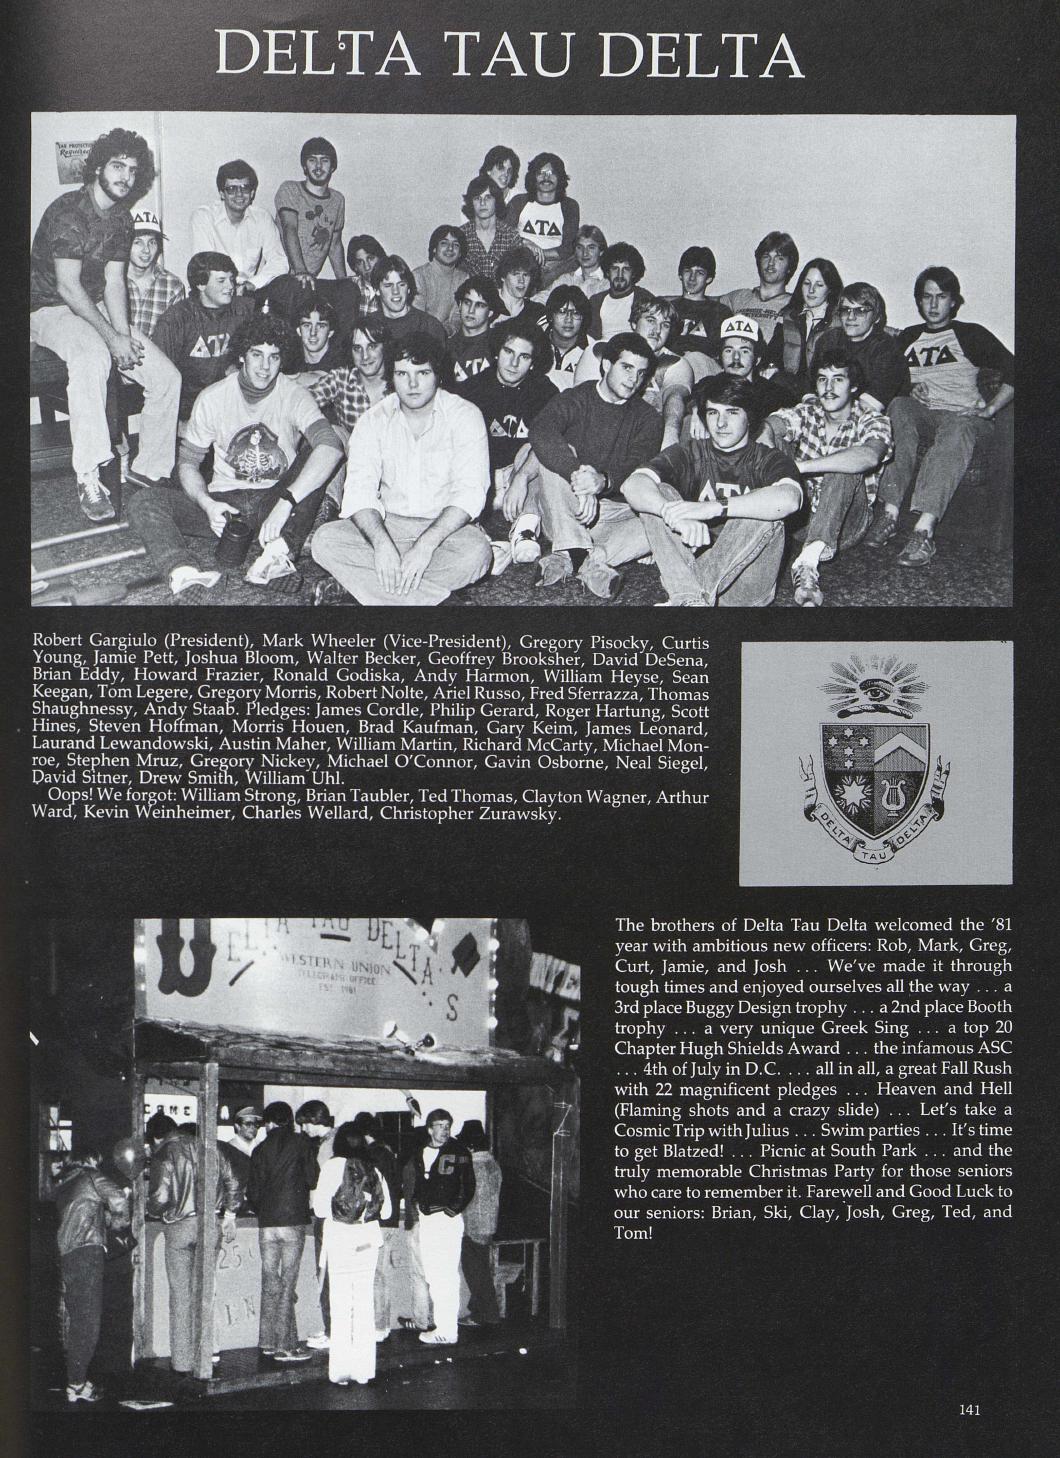 DELTA TAU DELTA
Required
ΔΤΔ
ΔΤΔ
ΔΤΔ
ΔΤΔ
ΔΤΔ
ΔΤΔ
ΔΤΔ
Robert Gargiulo (President), Mark Wheeler (Vice-President), Gregory Pisocky, Curtis
Young, Jamie Pett, Joshua Bloom, Walter Becker, Geoffrey Brooksher, David DeSena,
Brian Eddy, Howard Frazier, Ronald Godiska, Andy Harmon, William Heyse, Sean
Keegan, Tom Legere, Gregory Morris, Robert Nolte, Ariel Russo, Fred Sferrazza, Thomas
Shaughnessy, Andy Staab. Pledges: James Cordle, Philip Gerard, Roger Hartung, Scott
Hines, Steven Hoffman, Morris Houen, Brad Kaufman, Gary Keim, James Leonard,
Laurand Lewandowski, Austin Maher, William Martin, Richard McCarty, Michael Mon-
roe, Stephen Mruz, Gregory Nickey, Michael O'Connor, Gavin Osborne, Neal Siegel,
David Sitner, Drew Smith, William Uhl.
Oops! We forgot: William Strong, Brian Taubler, Ted Thomas, Clayton Wagner, Arthur
Ward, Kevin Weinheimer, Charles Wellard, Christopher Zurawsky.
DELTA TAU DELTA
U
ELTA TAU DELTA
WESTERN UNION
TELEGRAPH OFFICE
EST. 1981
S
COME
C
25¢
The brothers of Delta Tau Delta welcomed the '81
year with ambitious new officers: Rob, Mark, Greg,
Curt, Jamie, and Josh ... We've made it through
tough times and enjoyed ourselves all the way ... a
3rd place Buggy Design trophy ... a 2nd place Booth
trophy ... a very unique Greek Sing ... a top 20
Chapter Hugh Shields Award ... the infamous ASC
... 4th of July in D.C. ... all in all, a great Fall Rush
with 22 magnificent pledges ... Heaven and Hell
(Flaming shots and a crazy slide) ... Let's take a
Cosmic Trip with Julius ... Swim parties ... It's time
to get Blatzed! ... Picnic at South Park ... and the
truly memorable Christmas Party for those seniors
who care to remember it. Farewell and Good Luck to
our seniors: Brian, Ski, Clay, Josh, Greg, Ted, and
Tom!
141